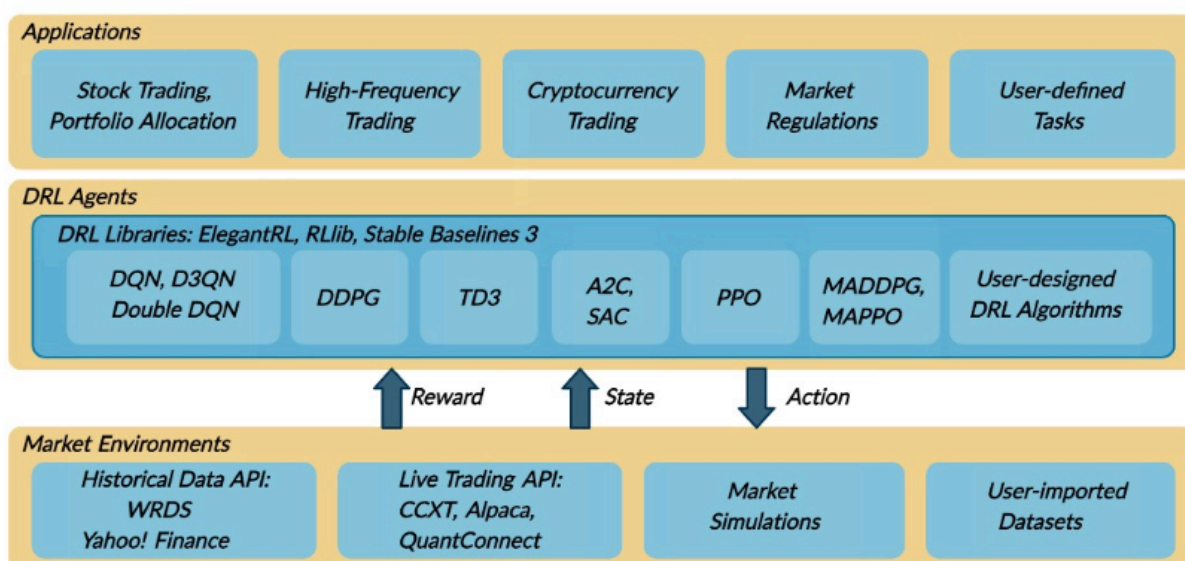 Applications
Stock Trading,
Portfolio Allocation
High-Frequency
Trading
Cryptocurrency
Trading
Market
Regulations
User-defined
Tasks
DRL Agents
DRL Libraries: ElegantRL, RLlib, Stable Baselines 3
DQN, D3QN
Double DQN
DDPG
TD3
A2C,
SAC
PPO
MADDPG,
MAPPO
User-designed
DRL Algorithms
Reward
State
Action
Market Environments
Historical Data API:
WRDS
Yahoo! Finance
Live Trading API:
CCXT, Alpaca,
QuantConnect
Market
Simulations
User-imported
Datasets